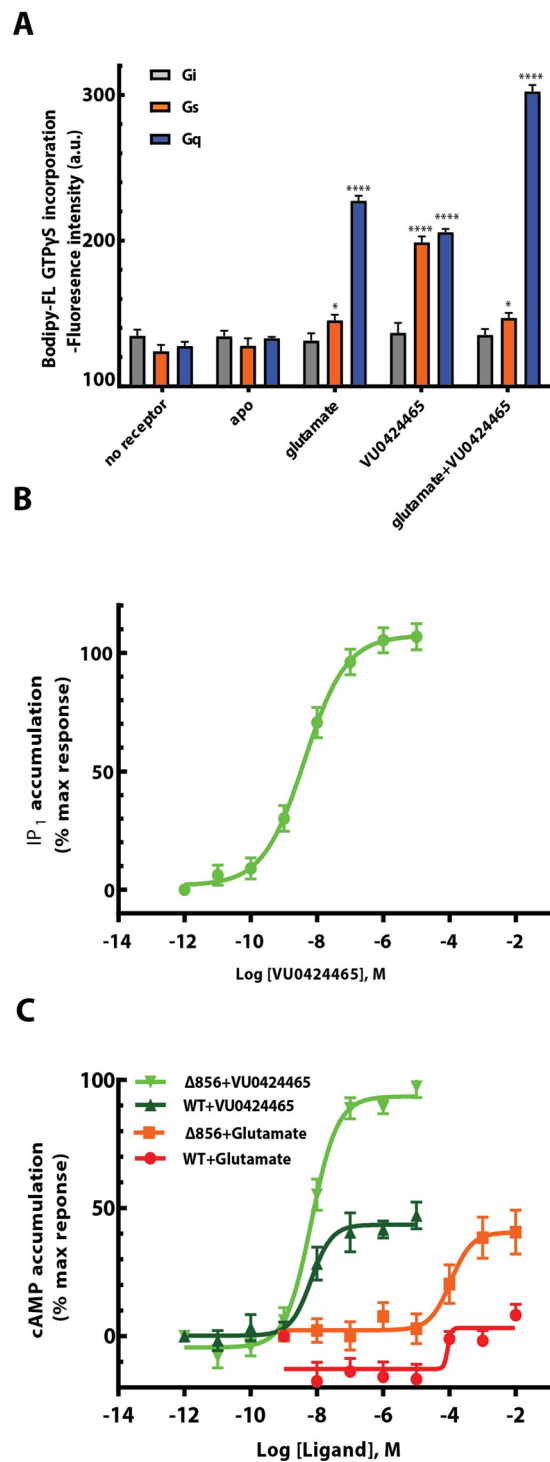 A
Bodipy-FL GTPγS incorporation
-Fluoresence intensity (a.u.)
300
200
100
Gi
Gs
Gq
****
*
****
****
*
****
no receptor
apo
glutamate
VU0424465
glutamate+VU0424465
B
IP1 accumulation
(% max response)
100
50
0
-14
-12
-10
-8
-6
-4
-2
Log [VU0424465], M
C
cAMP accumulation
(% max reponse)
100
50
0
Δ856+VU0424465
WT+VU0424465
Δ856+Glutamate
WT+Glutamate
-14
-12
-10
-8
-6
-4
-2
Log [Ligand], M